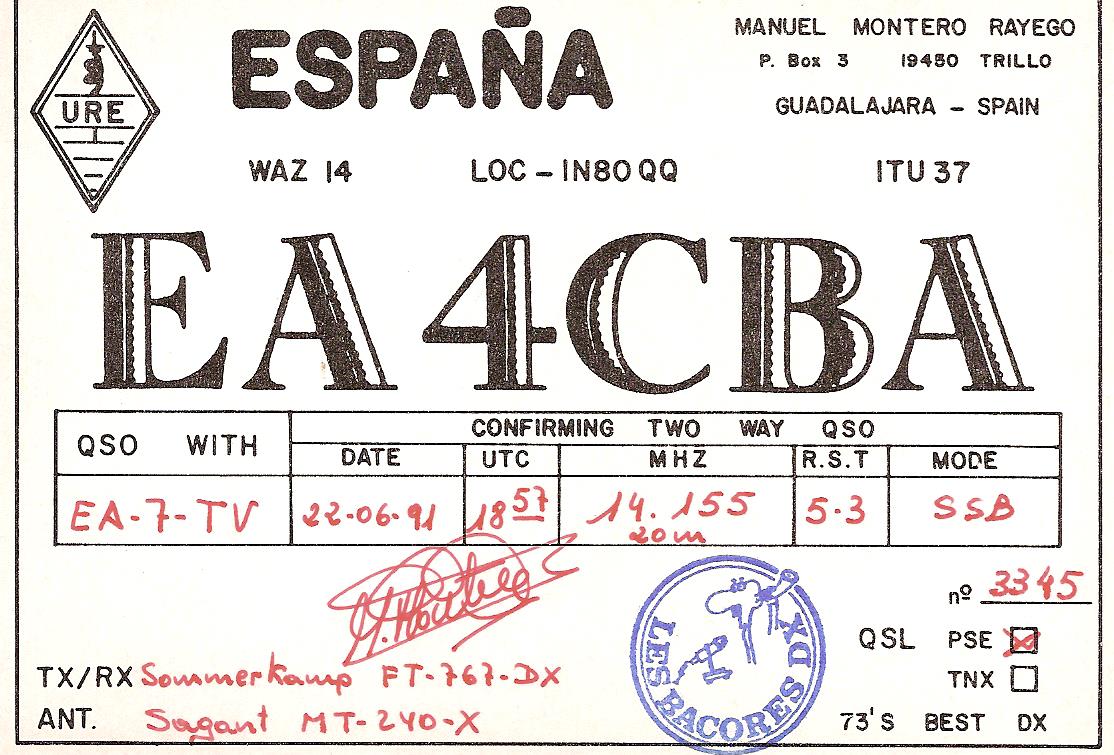 URE
ESPAÑA
MANUEL MONTERO RAYEGO
P. Box 3 19450 TRILLO
GUADALAJARA - SPAIN
WAZ 14 LOC - IN80QQ ITU 37
EA4CBA
QSO WITH
CONFIRMING TWO WAY QSO
DATE UTC MHZ R.S.T MODE
EA-7-TV 22-06-91 18 57 14.155 5-3 SSB
20m
nº 3345
QSL PSE
TNX
TX/RX Sommerkamp FT-767-DX
ANT. Sagant MT-240-X
73'S BEST DX
LES BACORES DX